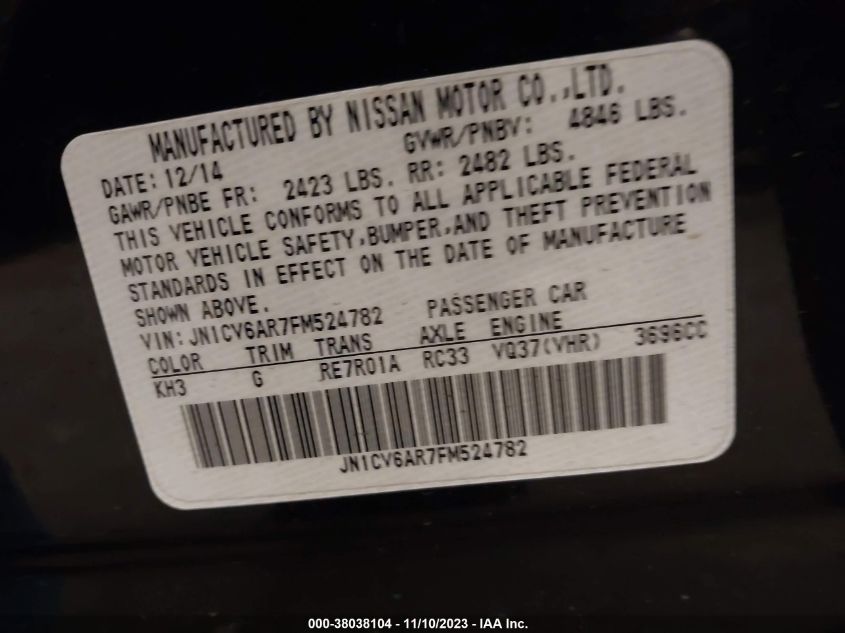 MANUFACTURED BY NISSAN MOTOR CO.,LTD.
DATE: 12/14 GVWR/PNBV: 4846 LBS.
GAWR/PNBE FR: 2423 LBS. RR: 2482 LBS.
THIS VEHICLE CONFORMS TO ALL APPLICABLE FEDERAL
MOTOR VEHICLE SAFETY,BUMPER,AND THEFT PREVENTION
STANDARDS IN EFFECT ON THE DATE OF MANUFACTURE
SHOWN ABOVE.
VIN: JN1CV6AR7FM524782 PASSENGER CAR
COLOR TRIM TRANS AXLE ENGINE
KH3 G RE7R01A RC33 VQ37(VHR) 3696CC
JN1CV6AR7FM524782
000-38038104 - 11/10/2023 - IAA Inc.